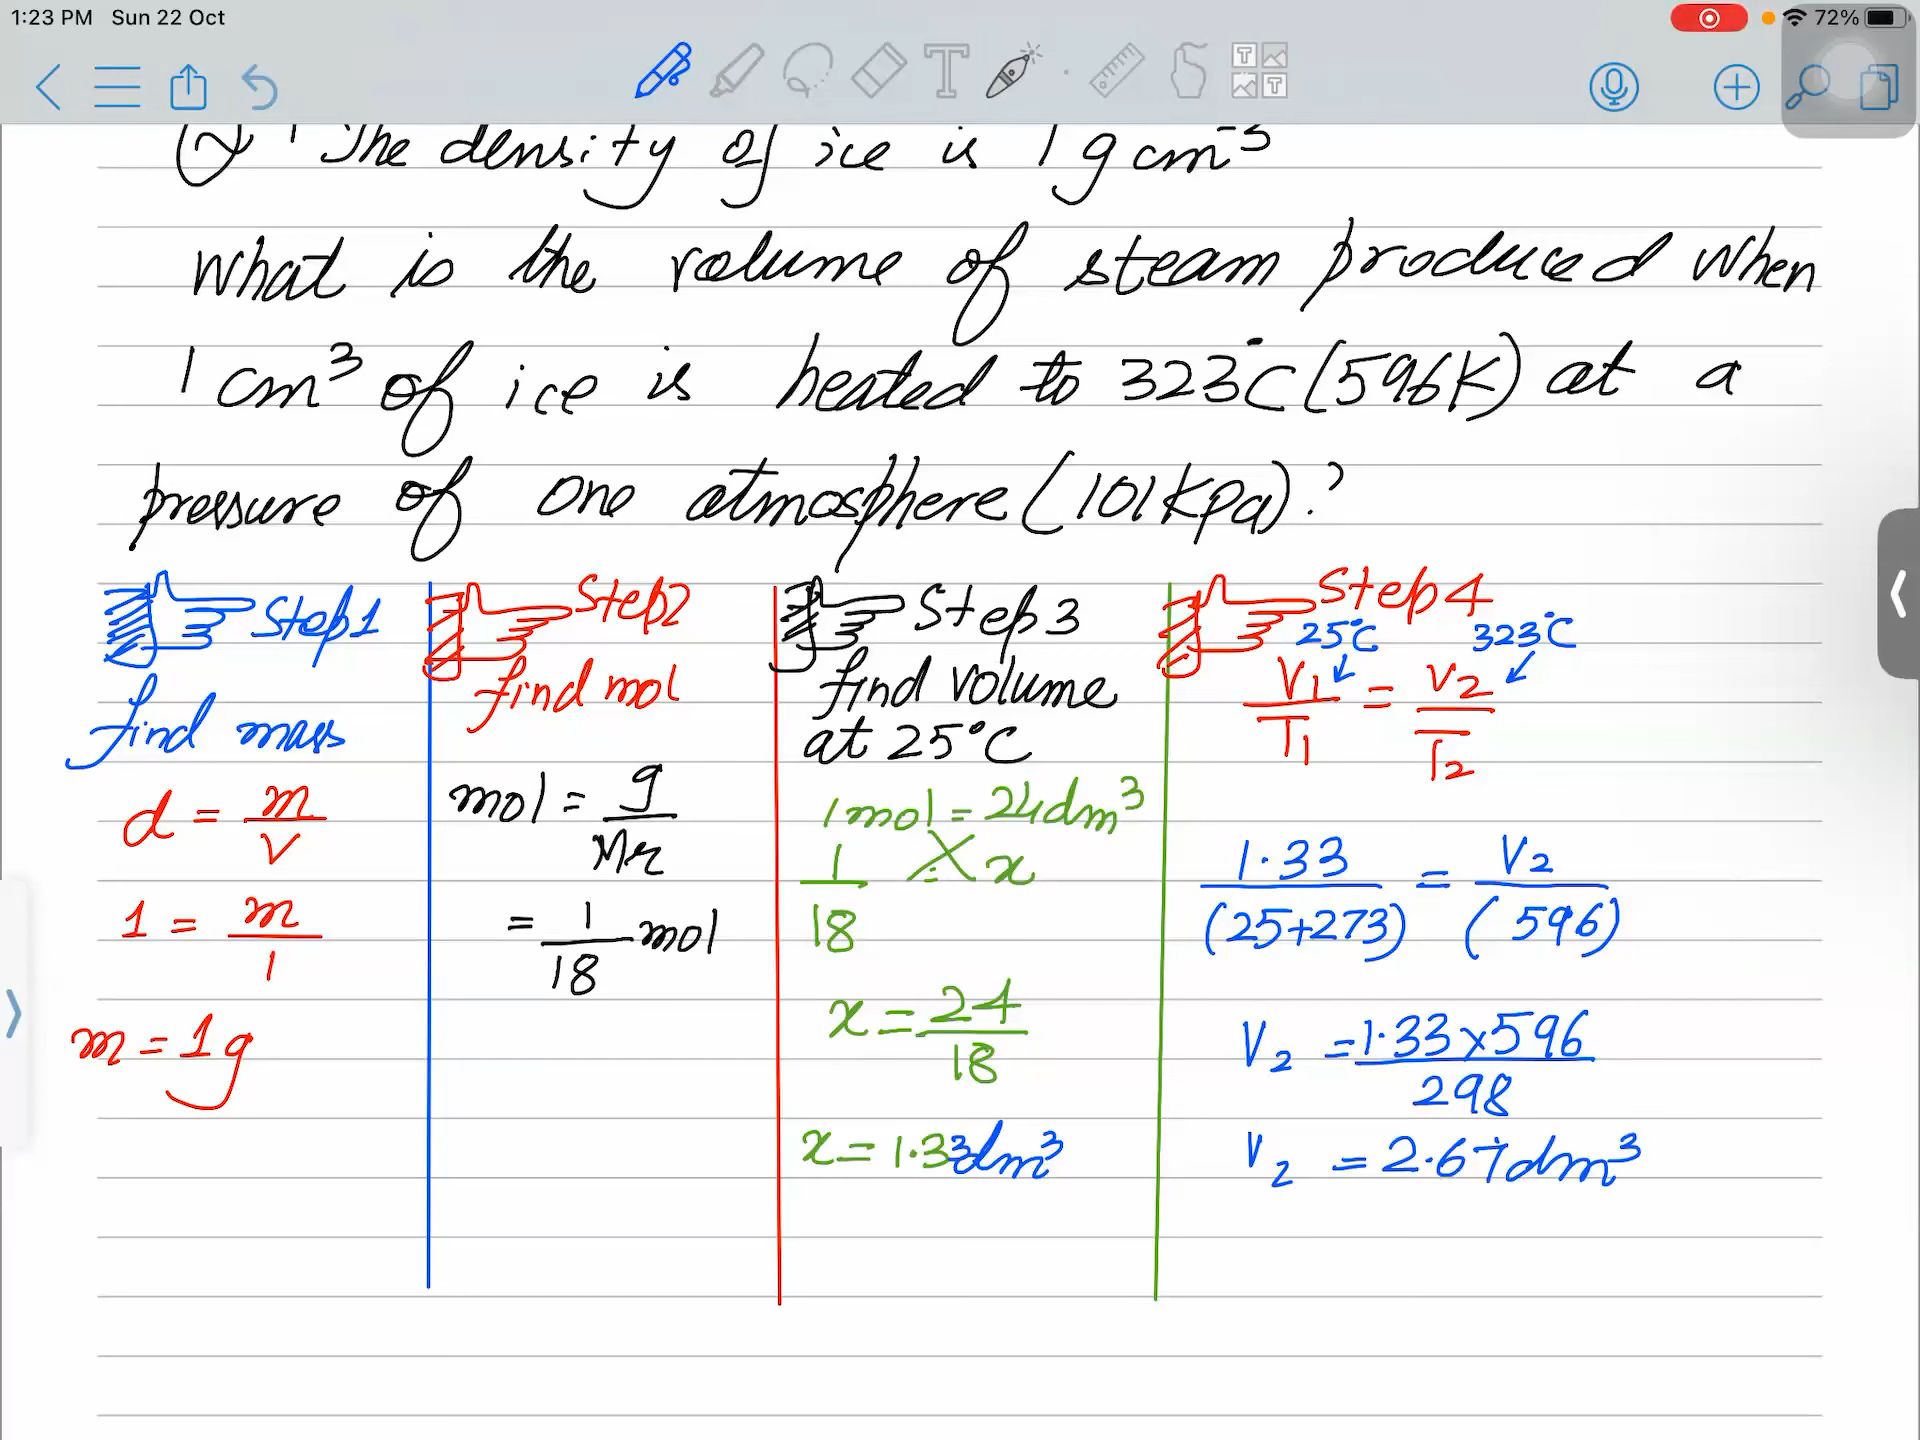 1:23 PM Sun 22 Oct
72%
Q 1 The density of ice is 1 g cm⁻³
What is the volume of steam produced when
1 cm³ of ice is heated to 323°C (596K) at a
pressure of one atmosphere (101 kPa)?
Step 1
find mass
d = m/V
1 = m/1
m = 1g
Step 2
find mol
mol = g/Mr
= 1/18 mol
Step 3
find volume
at 25°C
1 mol = 24 dm³
1/18 = x
x = 24/18
x = 1.33 dm³
Step 4
25°C 323°C
V₁/T₁ = V₂/T₂
1.33/(25+273) = V₂/(596)
V₂ = 1.33×596/298
V₂ = 2.67 dm³